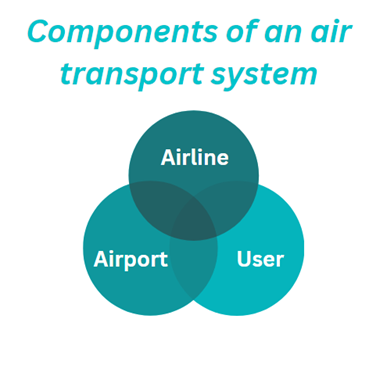 Components of an air
transport system
Airline
Airport
User